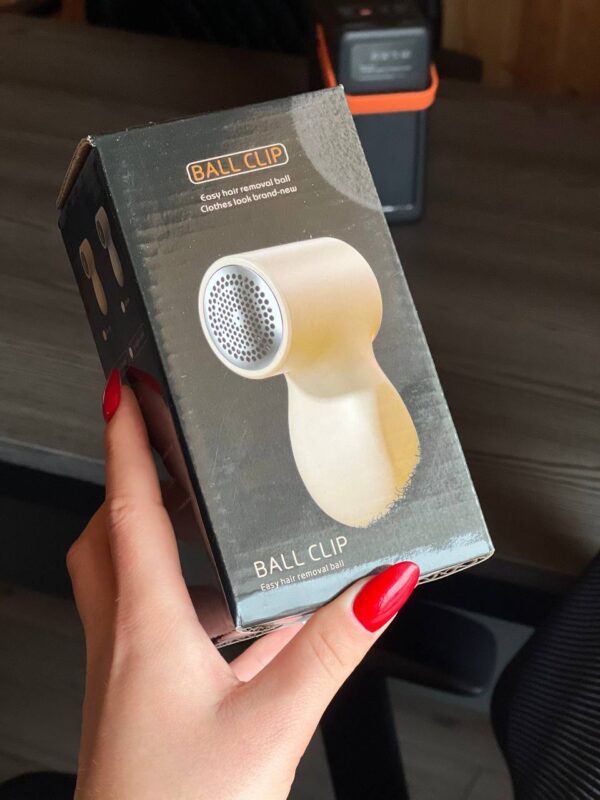 BALL CLIP
Easy hair removal ball
Clothes look brand-new
BALL CLIP
Easy hair removal ball